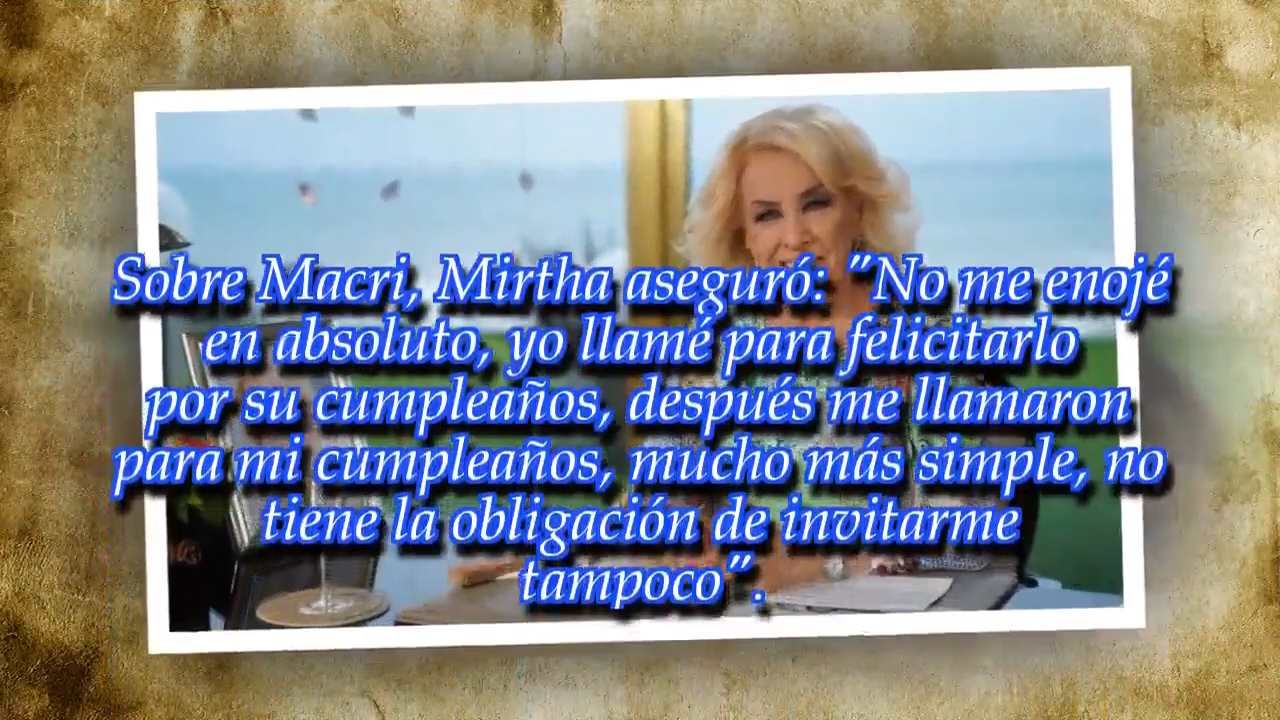 Sobre Macri, Mirtha aseguró: "No me enojé
en absoluto, yo llamé para felicitarlo
por su cumpleaños, después me llamaron
para mi cumpleaños, mucho más simple, no
tiene la obligación de invitarme
tampoco".